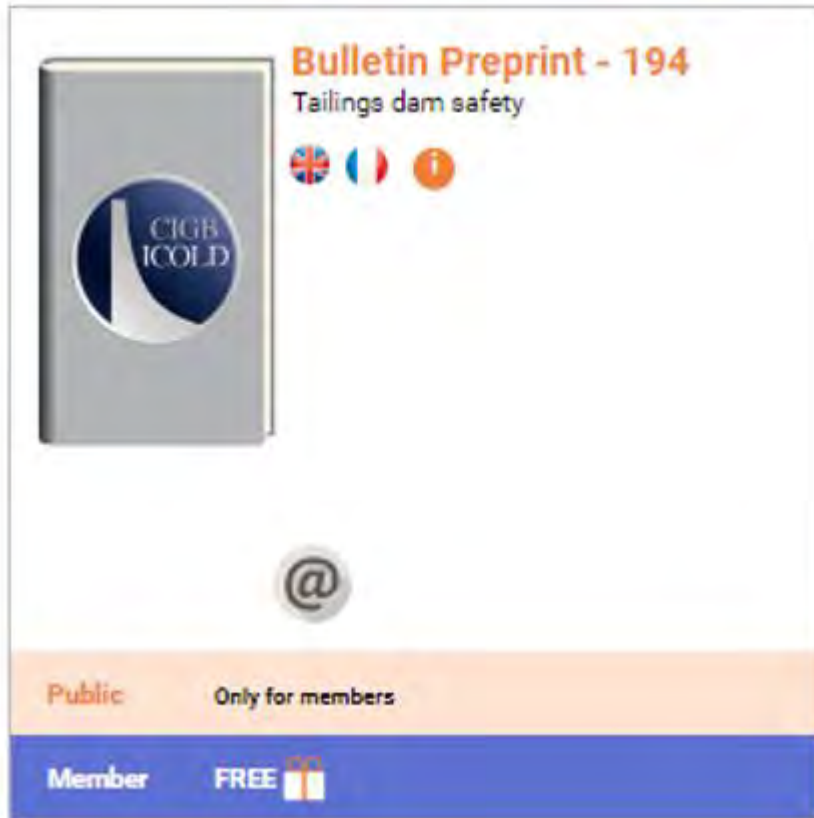 Bulletin Preprint - 194
Tailings dam safety
i
CIGB
ICOLD
@
Public Only for members
Member FREE